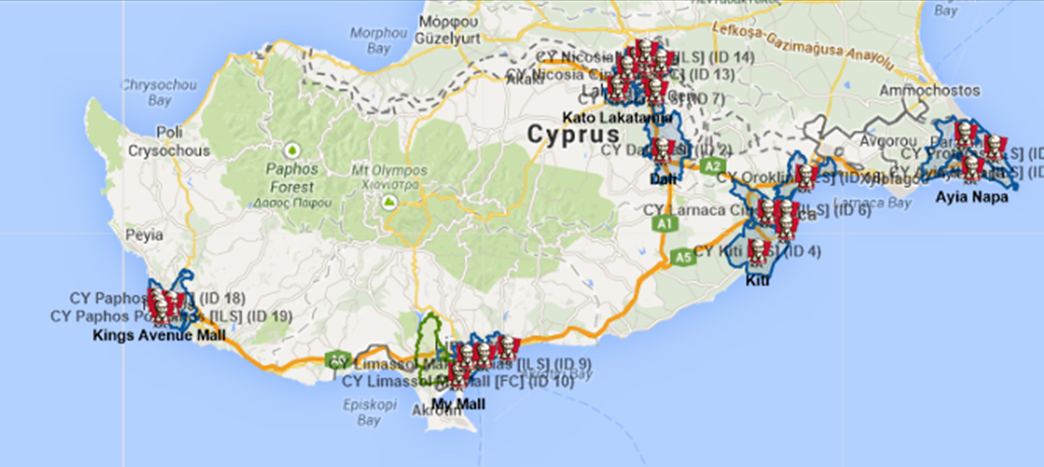 Μόρφου
Güzelyurt
Morphou
Bay
Bay
Lefkoşa-Gazimağusa Anayolu
CY Nicosia [ILS] (ID 14)
CY Nicosia (ID 13)
(ID 7)
Ammochostos
Chrysochou
Bay
Kato Lakatamia
Cyprus
Poli
Crysochous
Avgorou
(ID 2)
A2
Paphos
Forest
Δασος Παφου
Mt Olympos
Χιονίστρα
Dali
CY Oroklini
Larnaca Bay
Ayia Napa
CY Larnaca [ILS] (ID 6)
A1
Peyia
A5
CY Kiti [ILS] (ID 4)
Kiti
CY Paphos (ID 18)
CY Paphos [ILS] (ID 19)
Kings Avenue Mall
CY Limassol [ILS] (ID 9)
CY Limassol My Mall [FC] (ID 10)
My Mall
Episkopi
Bay
Akrotiri